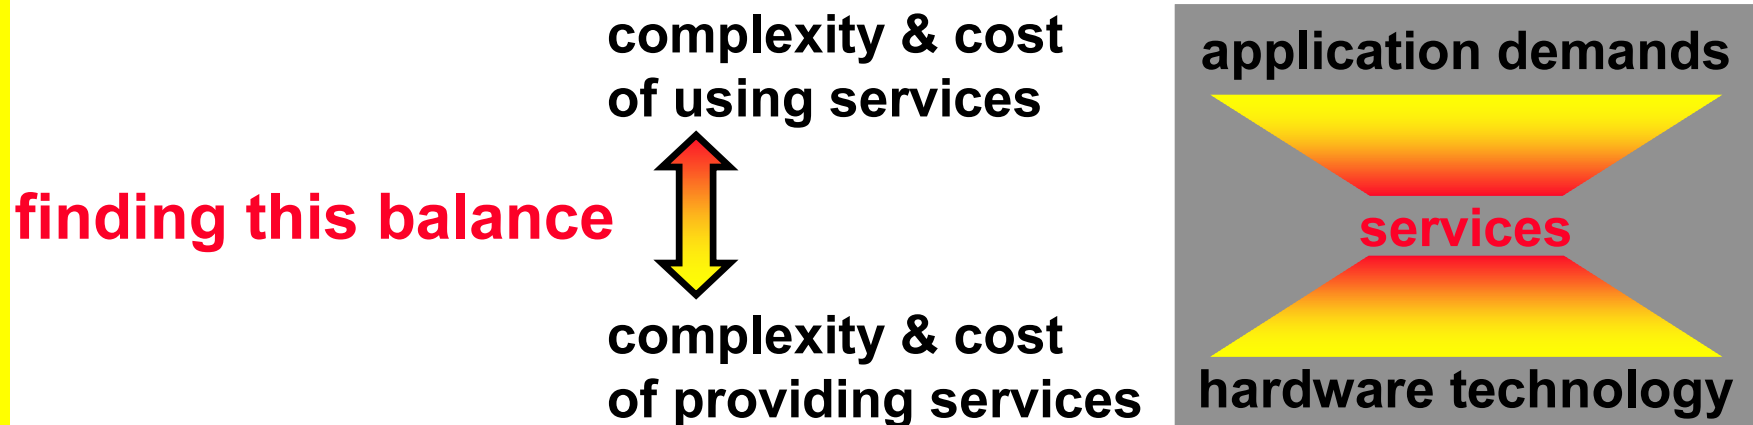 complexity & cost
of using services
finding this balance
complexity & cost
of providing services
application demands
services
hardware technology